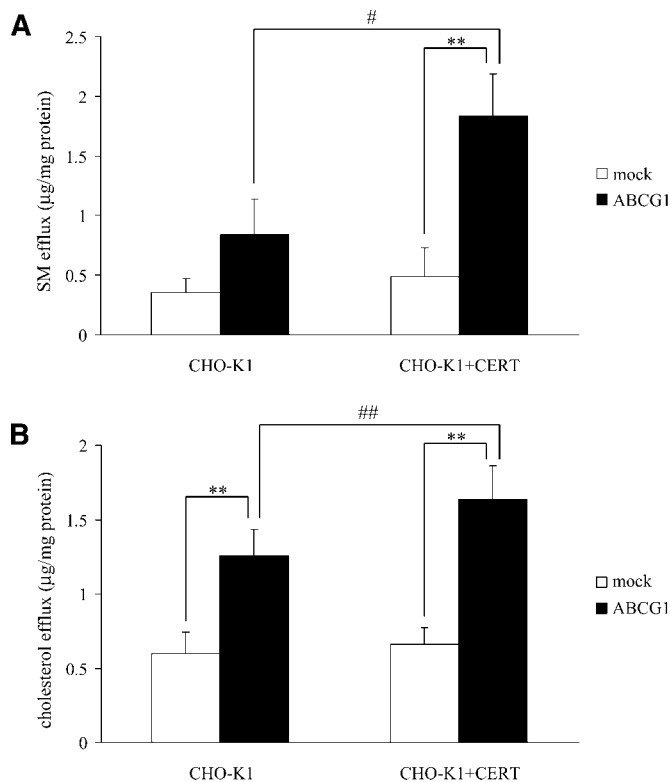 A
#
**
2.5
2
1.5
1
0.5
0
SM efflux (µg/mg protein)
mock
ABCG1
CHO-K1
CHO-K1+CERT
B
##
**
**
2
1.5
1
0.5
0
cholesterol efflux (µg/mg protein)
mock
ABCG1
CHO-K1
CHO-K1+CERT